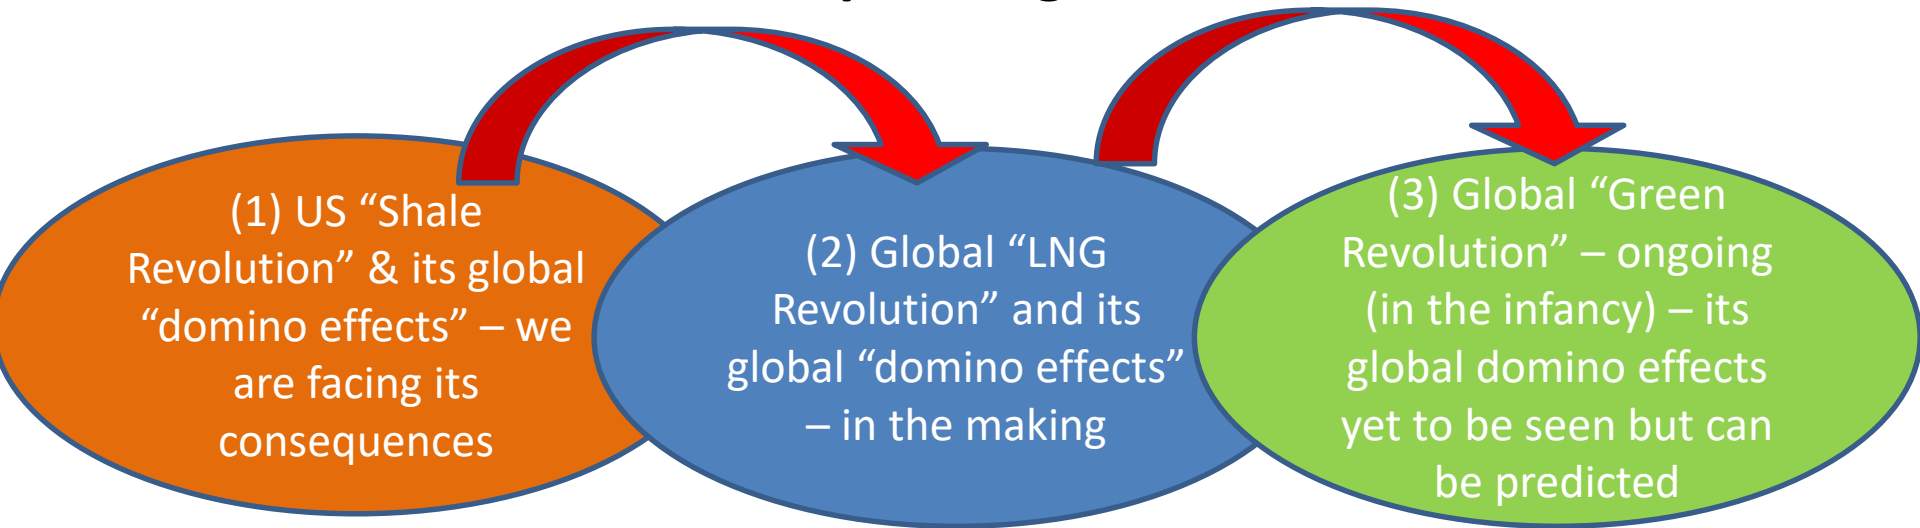 (1) US “Shale
Revolution” & its global
“domino effects” – we
are facing its
consequences
(2) Global “LNG
Revolution” and its
global “domino effects”
– in the making
(3) Global “Green
Revolution” – ongoing
(in the infancy) – its
global domino effects
yet to be seen but can
be predicted